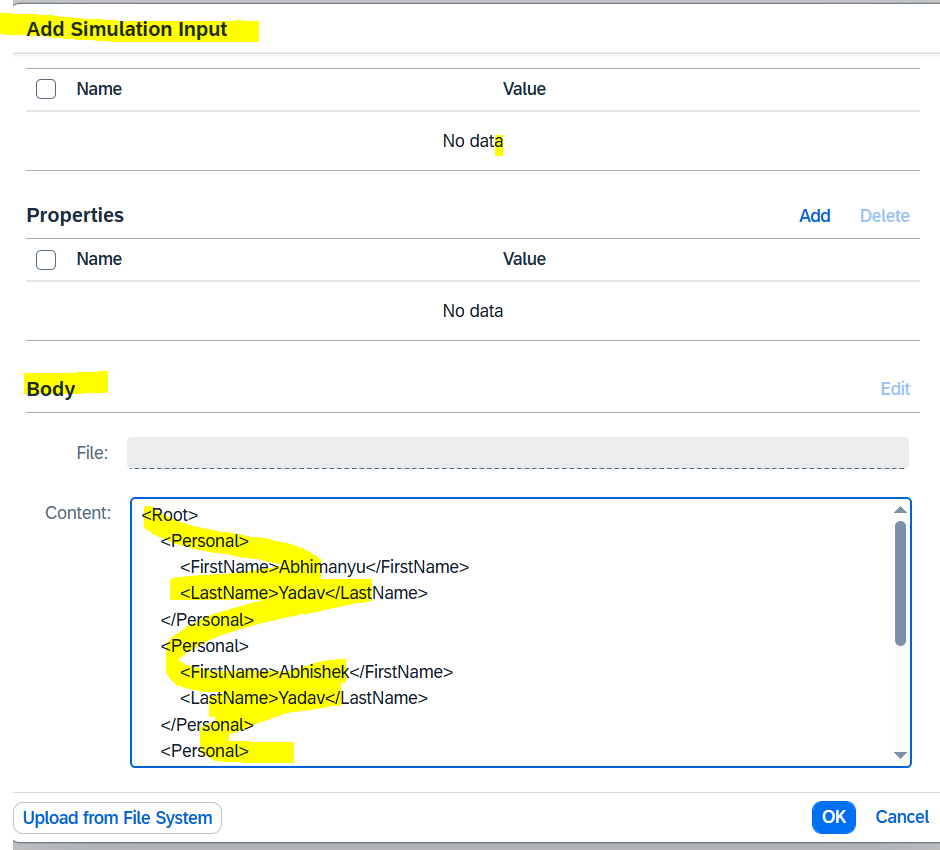 Add Simulation Input
Name Value
No data
Properties Add Delete
Name Value
No data
Body Edit
File:
Content: <Root>
<Personal>
<FirstName>Abhimanyu</FirstName>
<LastName>Yadav</LastName>
</Personal>
<Personal>
<FirstName>Abhishek</FirstName>
<LastName>Yadav</LastName>
</Personal>
<Personal>
Upload from File System OK Cancel